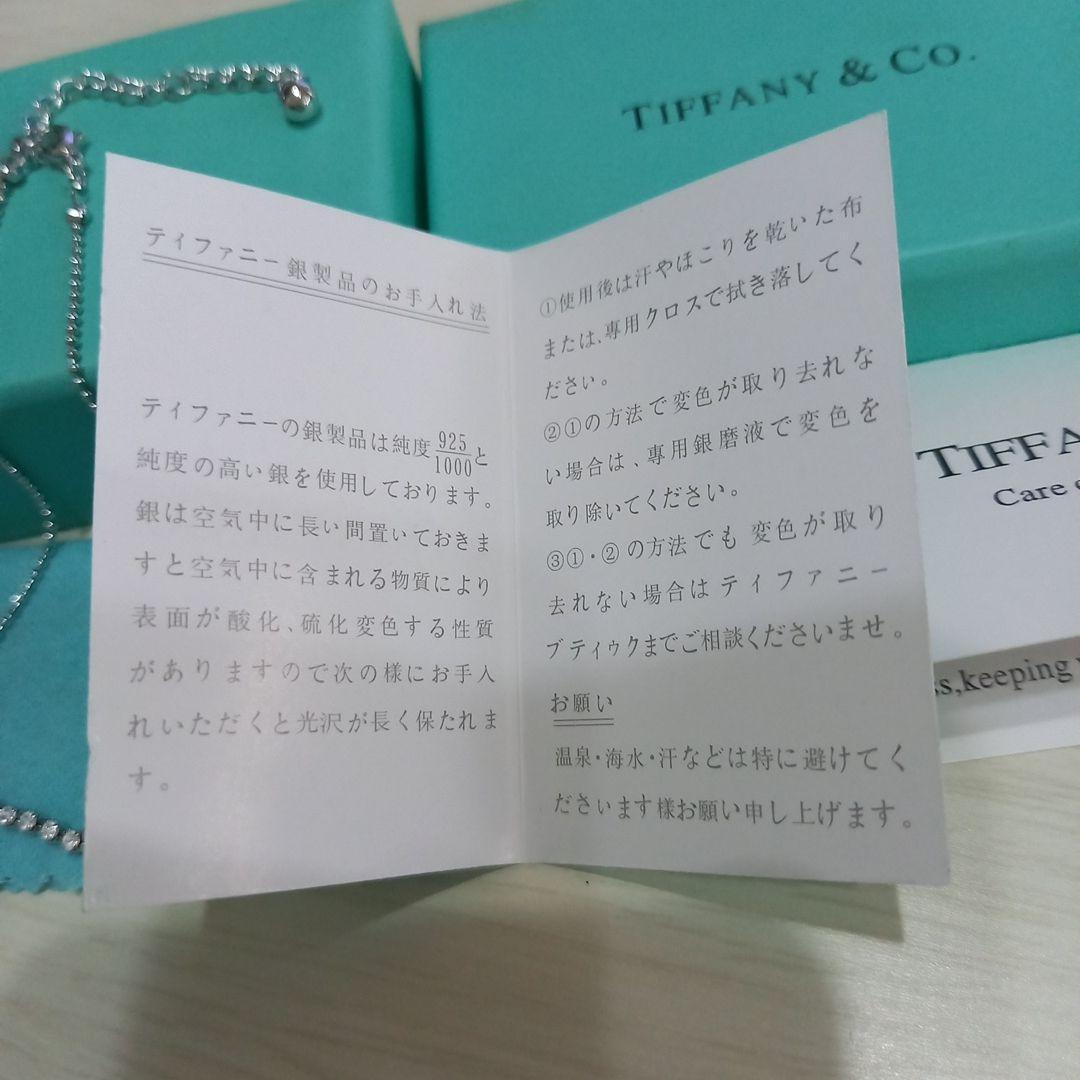 TIFFANY & CO.
ティファニー銀製品のお手入れ法
ティファニーの銀製品は純度925/1000と
純度の高い銀を使用しております。
銀は空気中に長い間置いておきま
すと空気中に含まれる物質により
表面が酸化、硫化変色する性質
がありますので次の様にお手入
れいただくと光沢が長く保たれま
す。
①使用後は汗やほこりを乾いた布
または、専用クロスで拭き落してく
ださい。
②①の方法で変色が取り去れな
い場合は、専用銀磨液で変色を
取り除いてください。
③①・②の方法でも変色が取り
去れない場合はティファニー
ブティゥクまでご相談くださいませ。
お願い
温泉・海水・汗などは特に避けてく
ださいます様お願い申し上げます。
TIFFA
Care
s,keeping